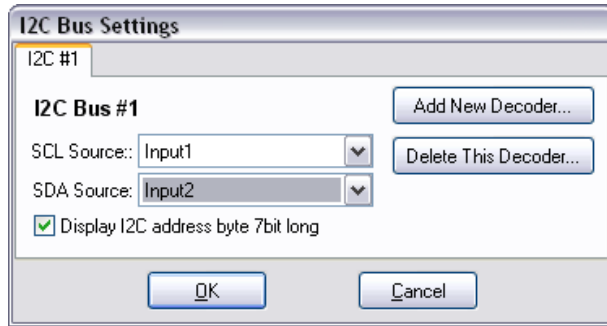 I2C Bus Settings
I2C #1
I2C Bus #1
Add New Decoder...
SCL Source:: Input1
Delete This Decoder...
SDA Source: Input2
Display I2C address byte 7bit long
OK
Cancel